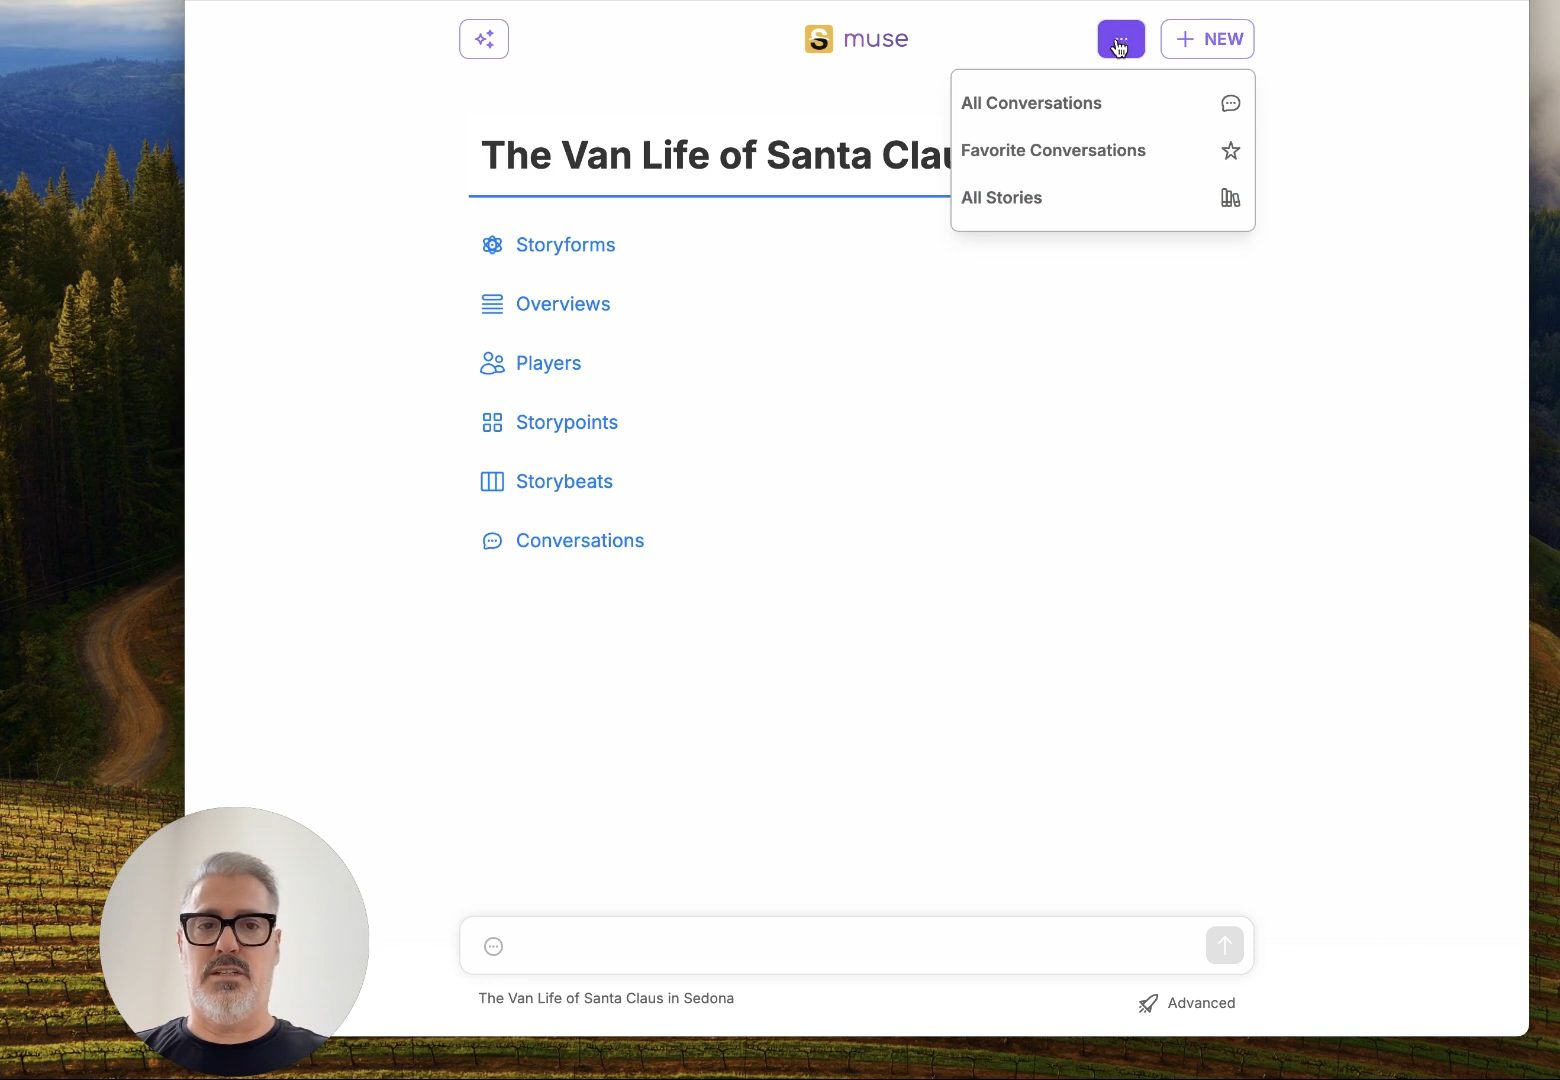 muse
NEW
All Conversations
Favorite Conversations
All Stories
The Van Life of Santa Clau
Storyforms
Overviews
Players
Storypoints
Storybeats
Conversations
The Van Life of Santa Claus in Sedona
Advanced